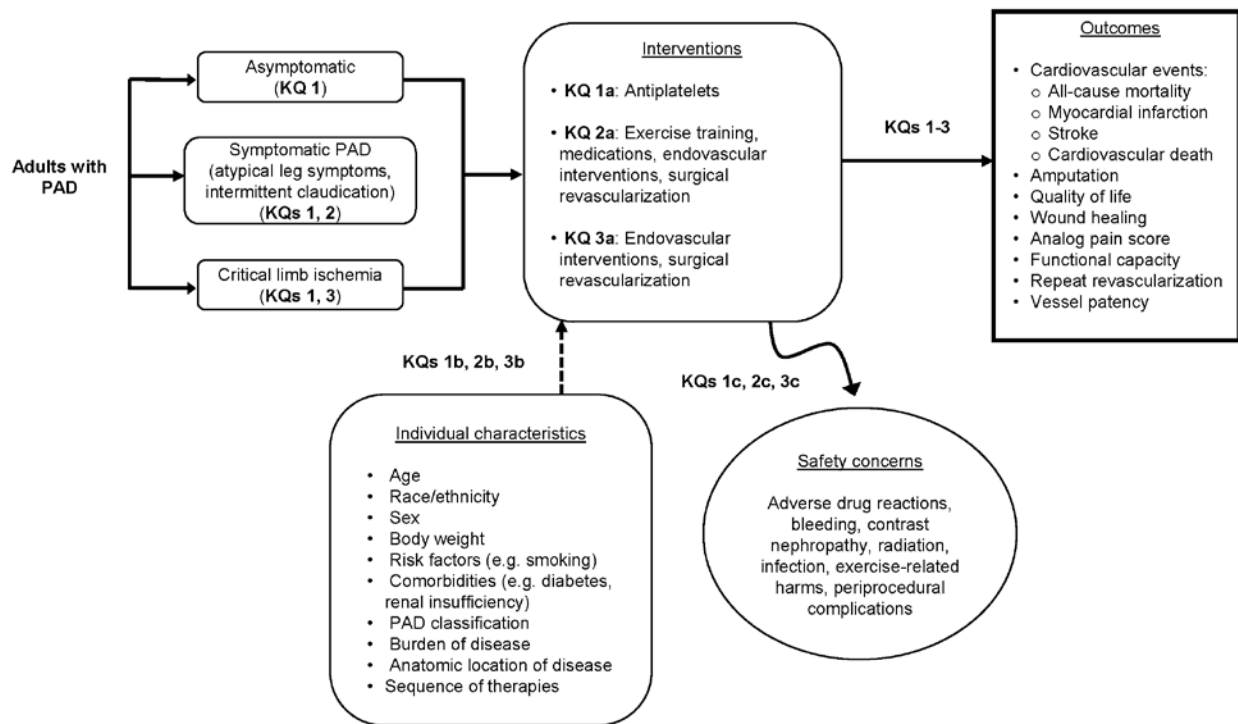 Adults with
PAD
Asymptomatic
(KQ 1)
Symptomatic PAD
(atypical leg symptoms,
intermittent claudication)
(KQs 1, 2)
Critical limb ischemia
(KQs 1, 3)
Interventions
• KQ 1a: Antiplatelets
• KQ 2a: Exercise training,
medications, endovascular
interventions, surgical
revascularization
• KQ 3a: Endovascular
interventions, surgical
revascularization
KQs 1-3
Outcomes
• Cardiovascular events:
o All-cause mortality
o Myocardial infarction
o Stroke
o Cardiovascular death
• Amputation
• Quality of life
• Wound healing
• Analog pain score
• Functional capacity
• Repeat revascularization
• Vessel patency
KQs 1b, 2b, 3b
KQs 1c, 2c, 3c
Individual characteristics
• Age
• Race/ethnicity
• Sex
• Body weight
• Risk factors (e.g. smoking)
• Comorbidities (e.g. diabetes,
renal insufficiency)
• PAD classification
• Burden of disease
• Anatomic location of disease
• Sequence of therapies
Safety concerns
Adverse drug reactions,
bleeding, contrast
nephropathy, radiation,
infection, exercise-related
harms, periprocedural
complications